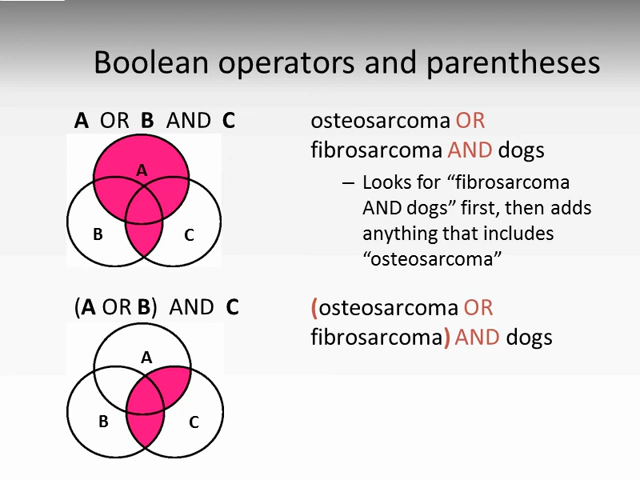 Boolean operators and parentheses
A OR B AND C
A
B
C
osteosarcoma OR
fibrosarcoma AND dogs
– Looks for “fibrosarcoma
AND dogs” first, then adds
anything that includes
“osteosarcoma”
(A OR B) AND C
A
B
C
(osteosarcoma OR
fibrosarcoma) AND dogs